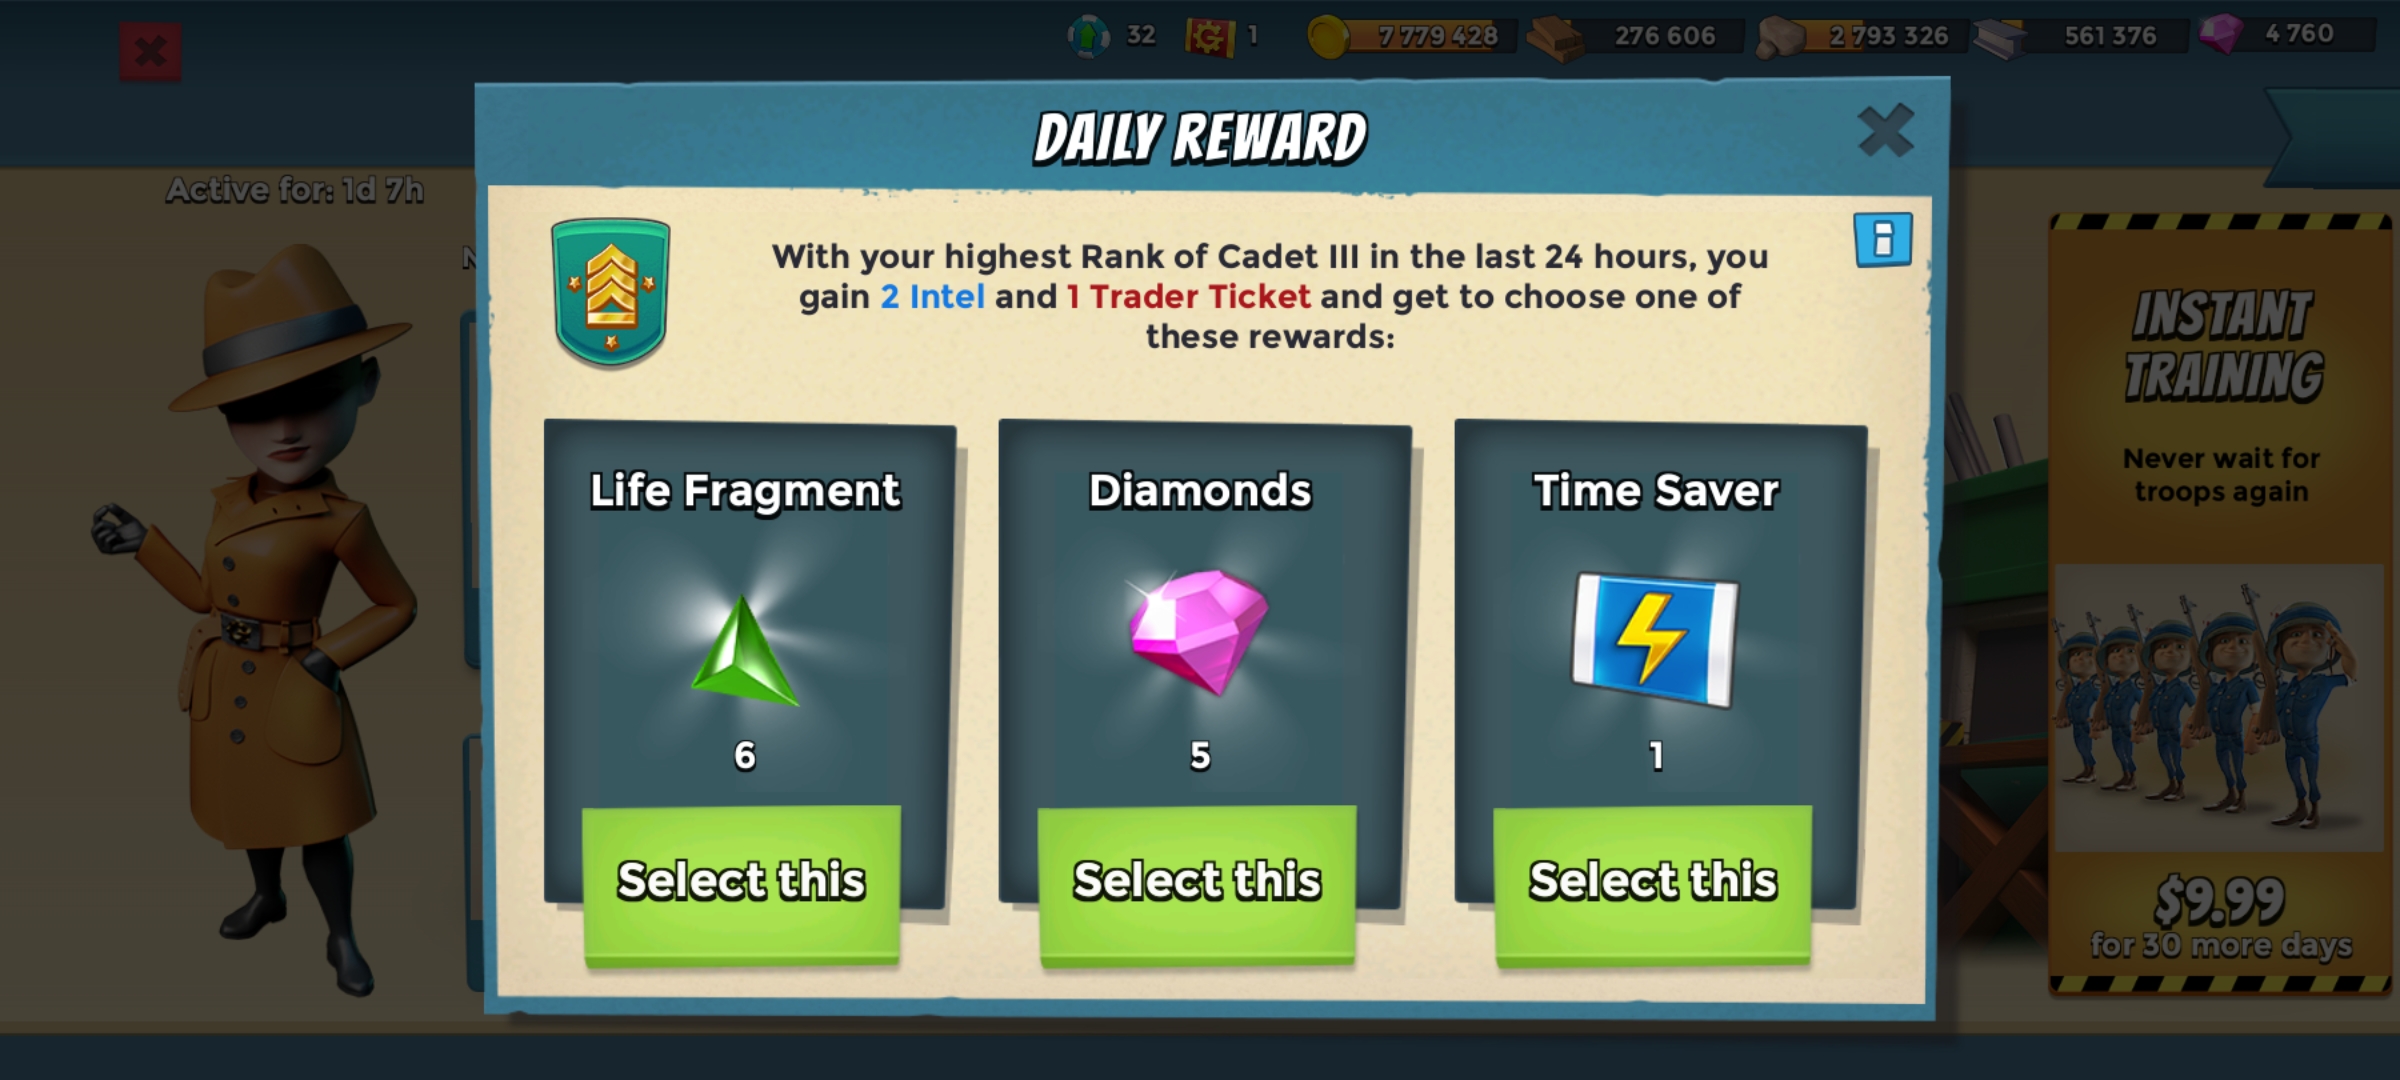 32
1
7 779 428
276 606
2 793 326
561 376
4 760
DAILY REWARD
Active for: 1d 7h
With your highest Rank of Cadet III in the last 24 hours, you
gain 2 Intel and 1 Trader Ticket and get to choose one of
these rewards:
Life Fragment
6
Select this
Diamonds
5
Select this
Time Saver
1
Select this
INSTANT
TRAINING
Never wait for
troops again
$9.99
for 30 more days